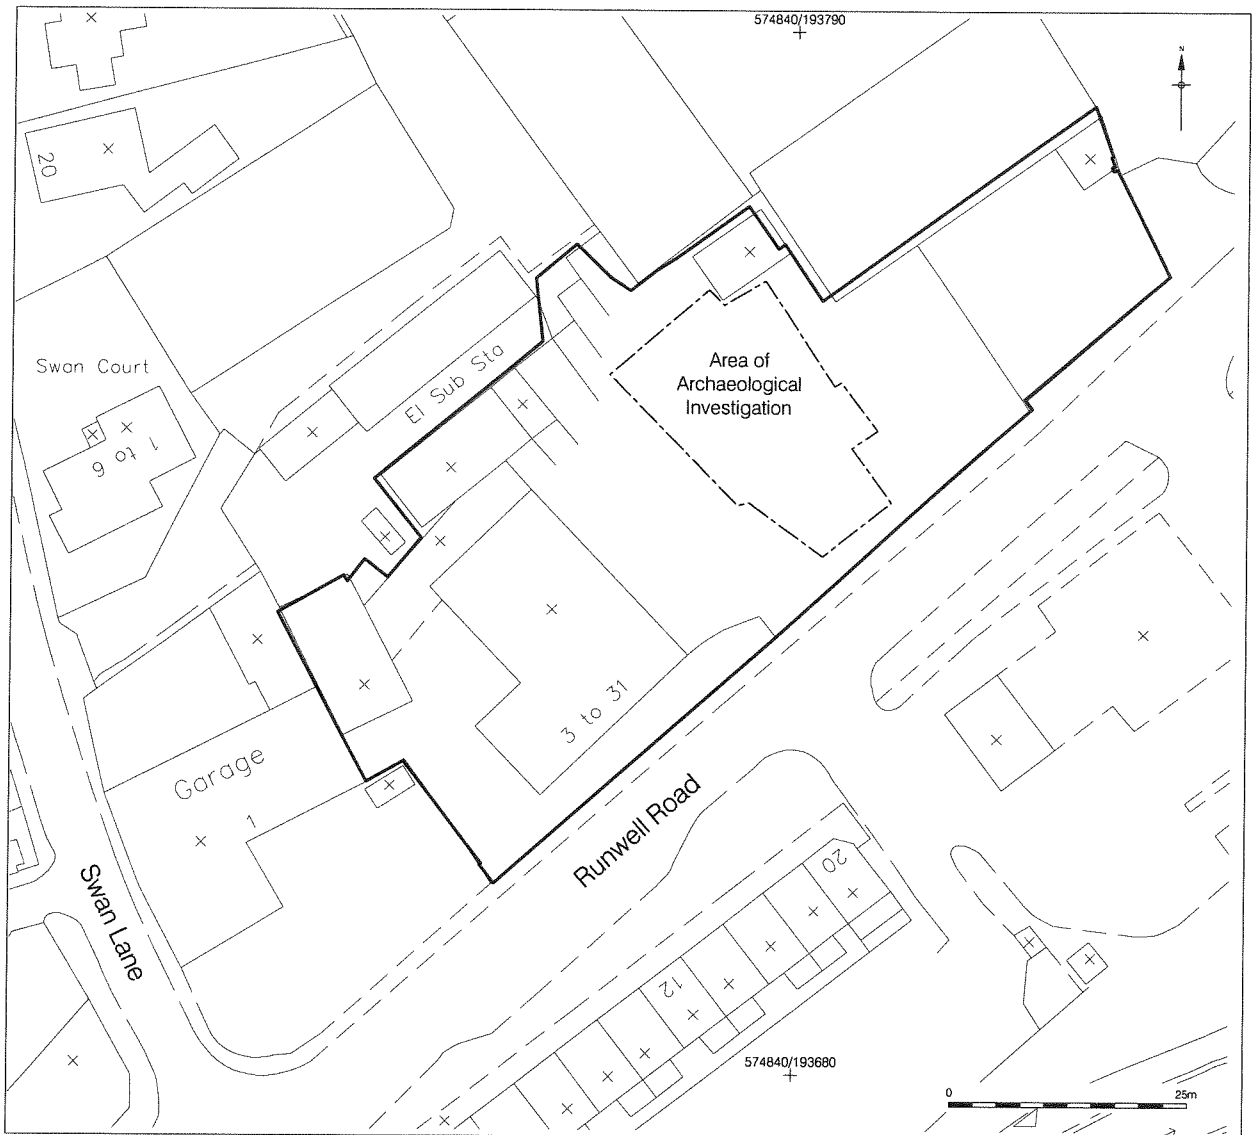 574840/193790
N
20
Swan Court
1 to 6
El Sub Sta
Area of
Archaeological
Investigation
3 to 31
Garage
1
Runwell Road
Swan Lane
20
12
574840/193680
0
25m